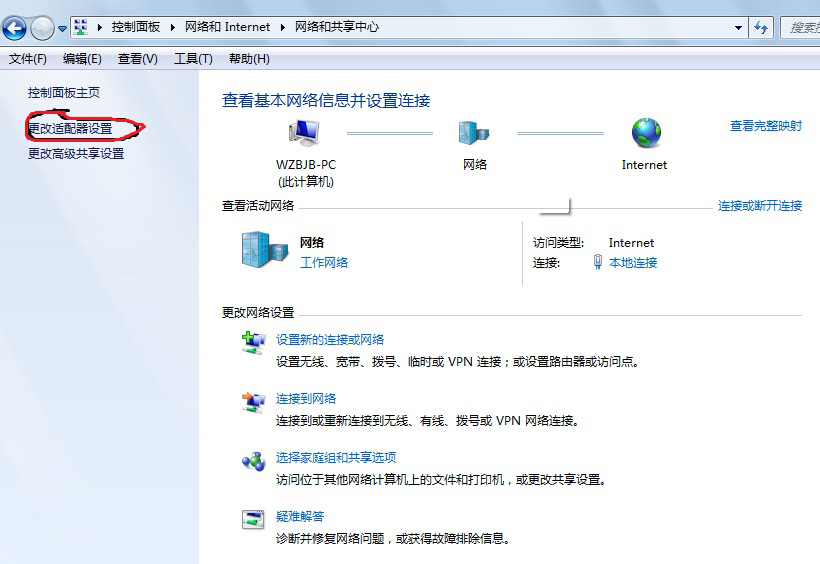 控制面板 网络和 Internet 网络和共享中心
文件(F) 编辑(E) 查看(V) 工具(T) 帮助(H)
控制面板主页
更改适配器设置
更改高级共享设置
查看基本网络信息并设置连接
查看完整映射
WZBJB-PC
(此计算机)
网络
Internet
查看活动网络
连接或断开连接
网络
工作网络
访问类型: Internet
连接: 本地连接
更改网络设置
设置新的连接或网络
设置无线、宽带、拨号、临时或 VPN 连接；或设置路由器或访问点。
连接到网络
连接到或重新连接到无线、有线、拨号或 VPN 网络连接。
选择家庭组和共享选项
访问位于其他网络计算机上的文件和打印机，或更改共享设置。
疑难解答
诊断并修复网络问题，或获得故障排除信息。